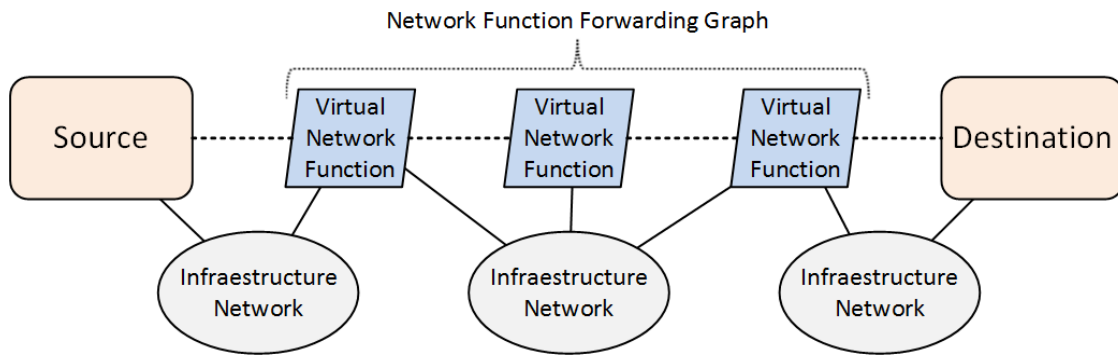 Network Function Forwarding Graph
Source
Virtual
Network
Function
Virtual
Network
Function
Virtual
Network
Function
Destination
Infraestructure
Network
Infraestructure
Network
Infraestructure
Network